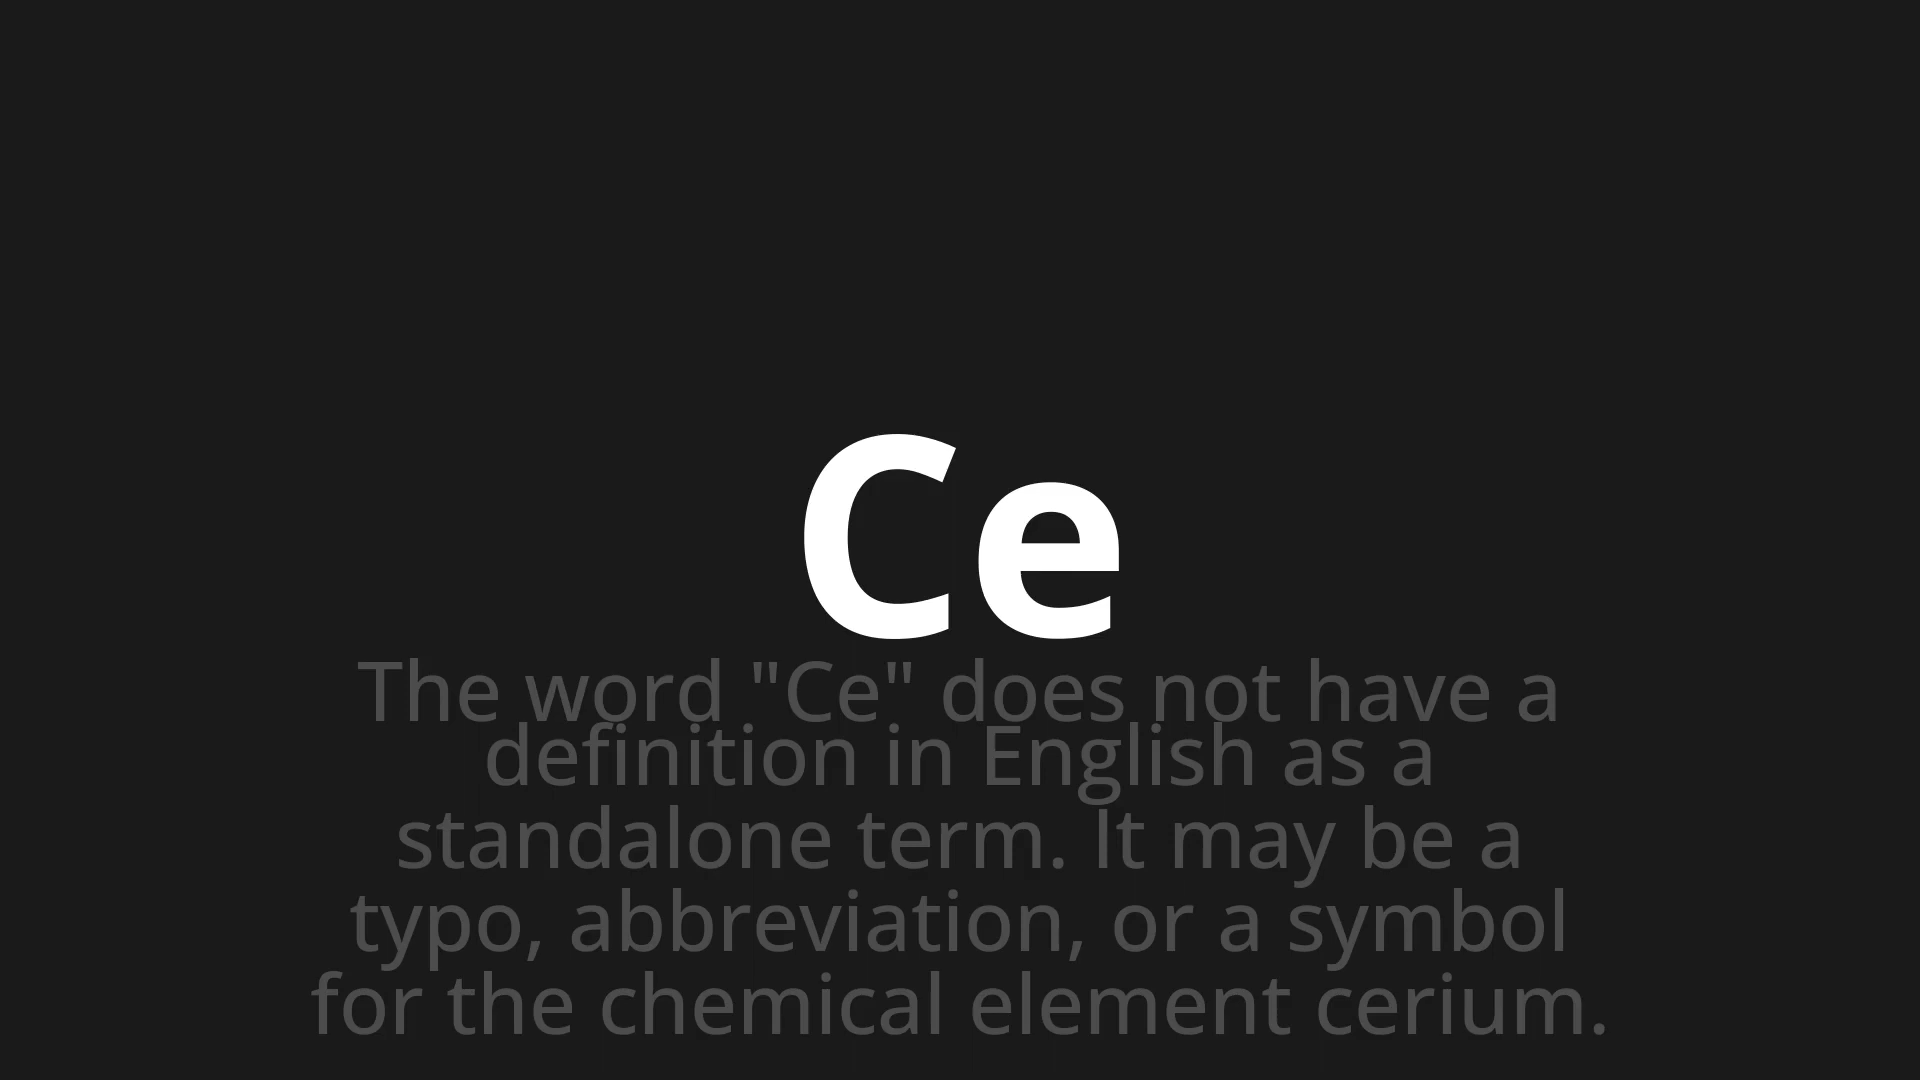 Ce
The word "Ce" does not have a
definition in English as a
standalone term. It may be a
typo, abbreviation, or a symbol
for the chemical element cerium.